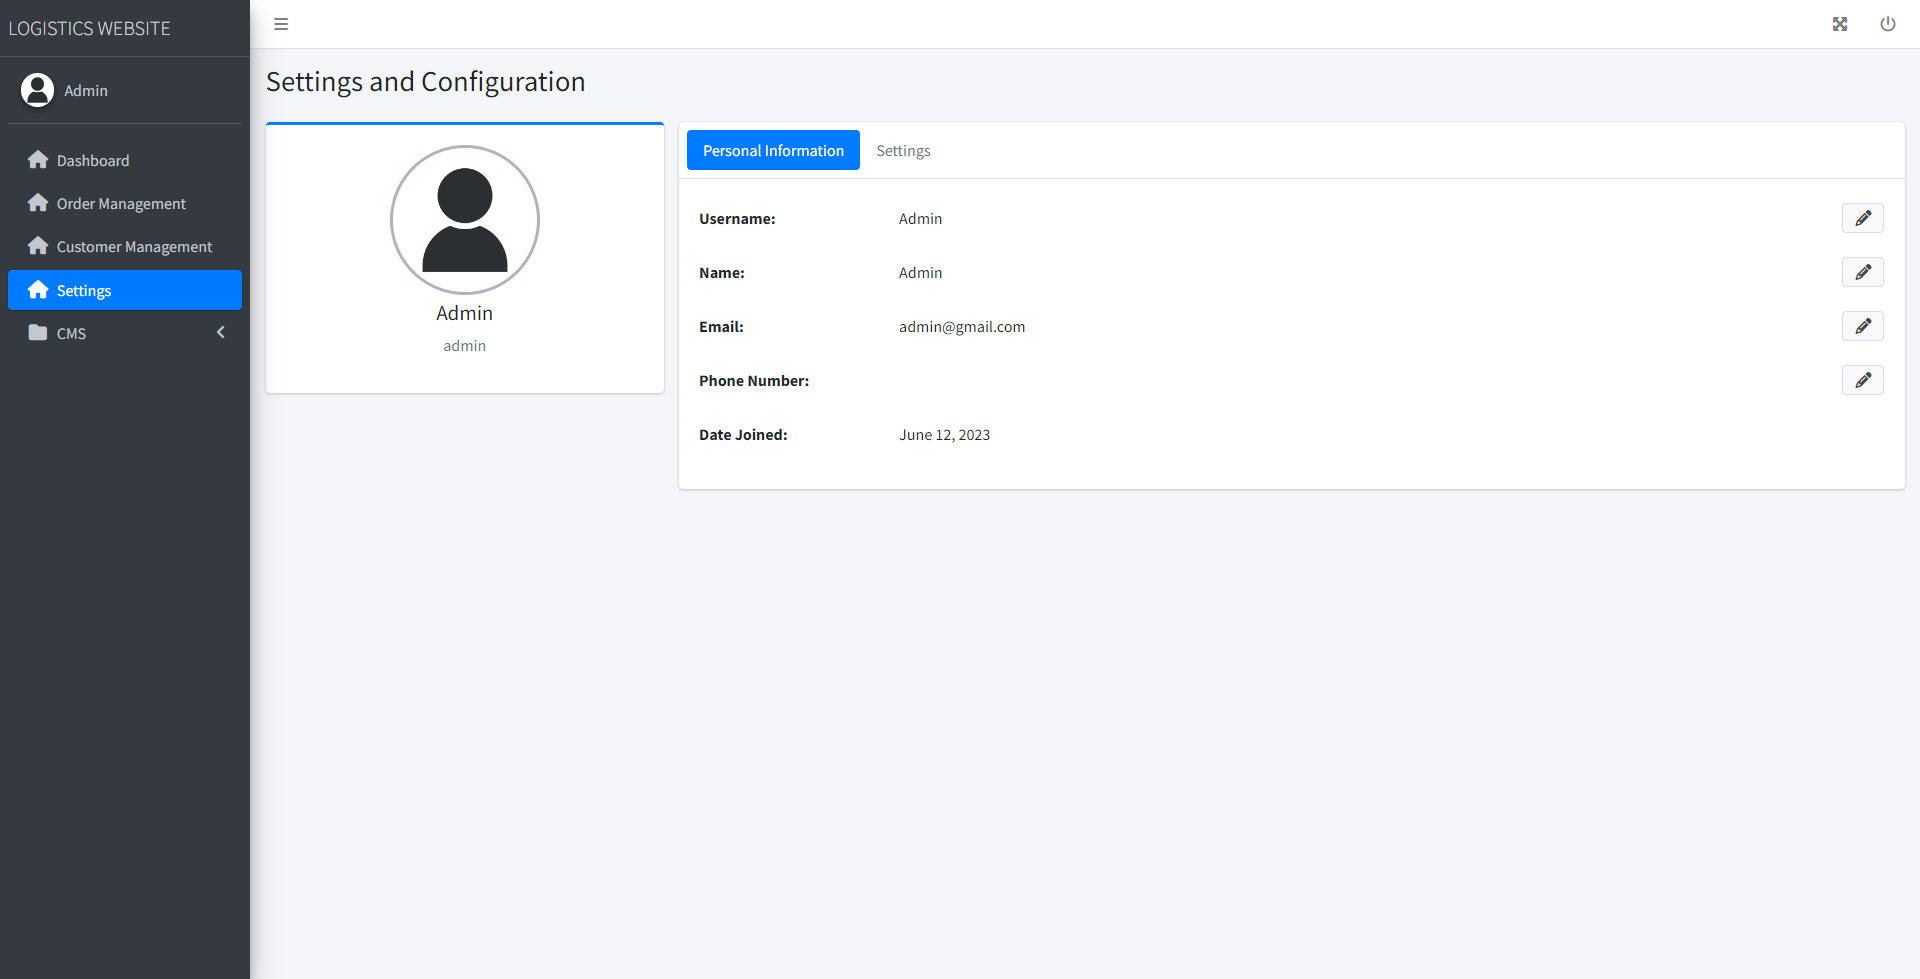 LOGISTICS WEBSITE
Admin
Dashboard
Order Management
Customer Management
Settings
CMS
Settings and Configuration
Admin
admin
Personal Information Settings
Username: Admin
Name: Admin
Email: admin@gmail.com
Phone Number:
Date Joined: June 12, 2023